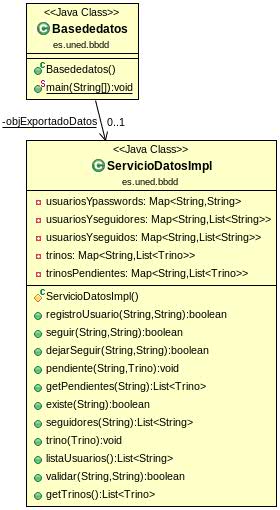 <<Java Class>>
Basededatos
es.uned.bbdd
Basededatos()
main(String[]):void
-objExportadoDatos
0..1
<<Java Class>>
ServicioDatosImpl
es.uned.bbdd
usuariosYpasswords: Map<String,String>
usuariosYseguidores: Map<String,List<String>>
usuariosYseguidos: Map<String,List<String>>
trinos: Map<String,List<Trino>>
trinosPendientes: Map<String,List<Trino>>
ServicioDatosImpl()
registroUsuario(String,String):boolean
seguir(String,String):boolean
dejarSeguir(String,String):boolean
pendiente(String,Trino):void
getPendientes(String):List<Trino>
existe(String):boolean
seguidores(String):List<String>
trino(Trino):void
listaUsuarios():List<String>
validar(String,String):boolean
getTrinos():List<Trino>